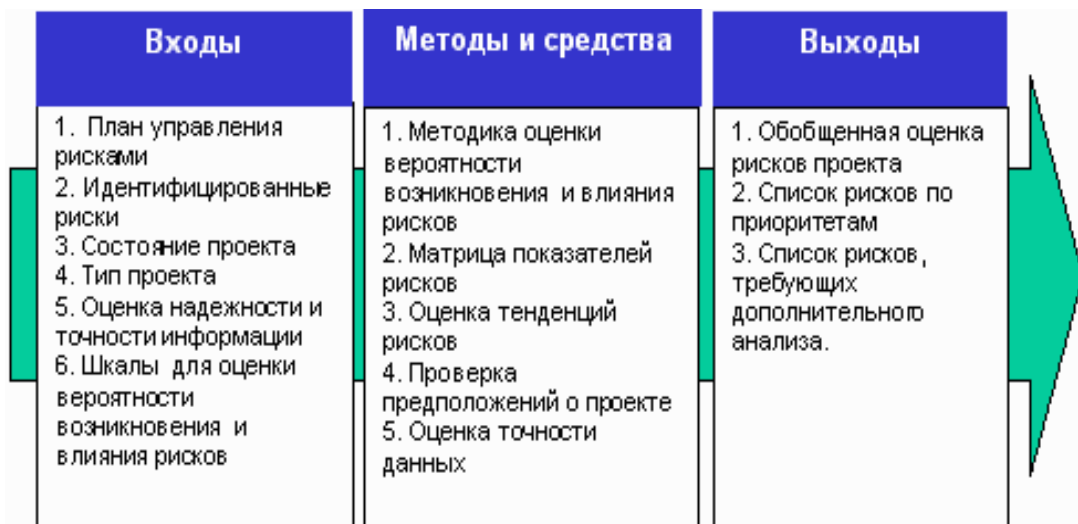 Входы
1. План управления
рисками
2. Идентифицированные
риски
3. Состояние проекта
4. Тип проекта
5. Оценка надежности и
точности информации
6. Шкалы для оценки
вероятности
возникновения и
влияния рисков
Методы и средства
1. Методика оценки
вероятности
возникновения и влияния
рисков
2. Матрица показателей
рисков
3. Оценка тенденций
рисков
4. Проверка
предположений о проекте
5. Оценка точности
данных
Выходы
1. Обобщенная оценка
рисков проекта
2. Список рисков по
приоритетам
3. Список рисков,
требующих
дополнительного
анализа.